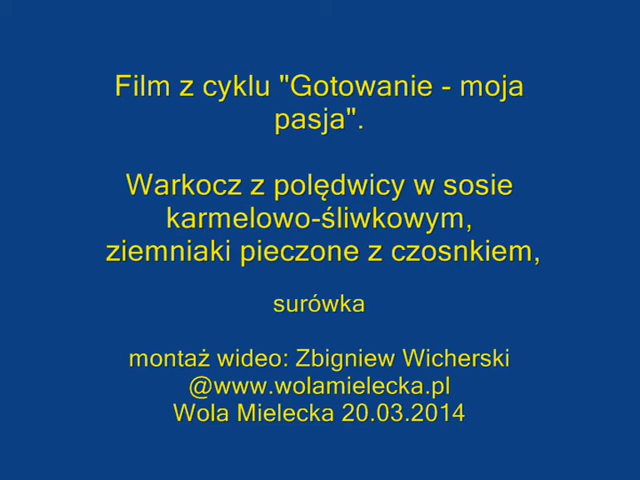 Film z cyklu "Gotowanie - moja
pasja".
Warkocz z polędwicy w sosie
karmelowo-śliwkowym,
ziemniaki pieczone z czosnkiem,
surówka
montaż wideo: Zbigniew Wicherski
@www.wolamielecka.pl
Wola Mielecka 20.03.2014